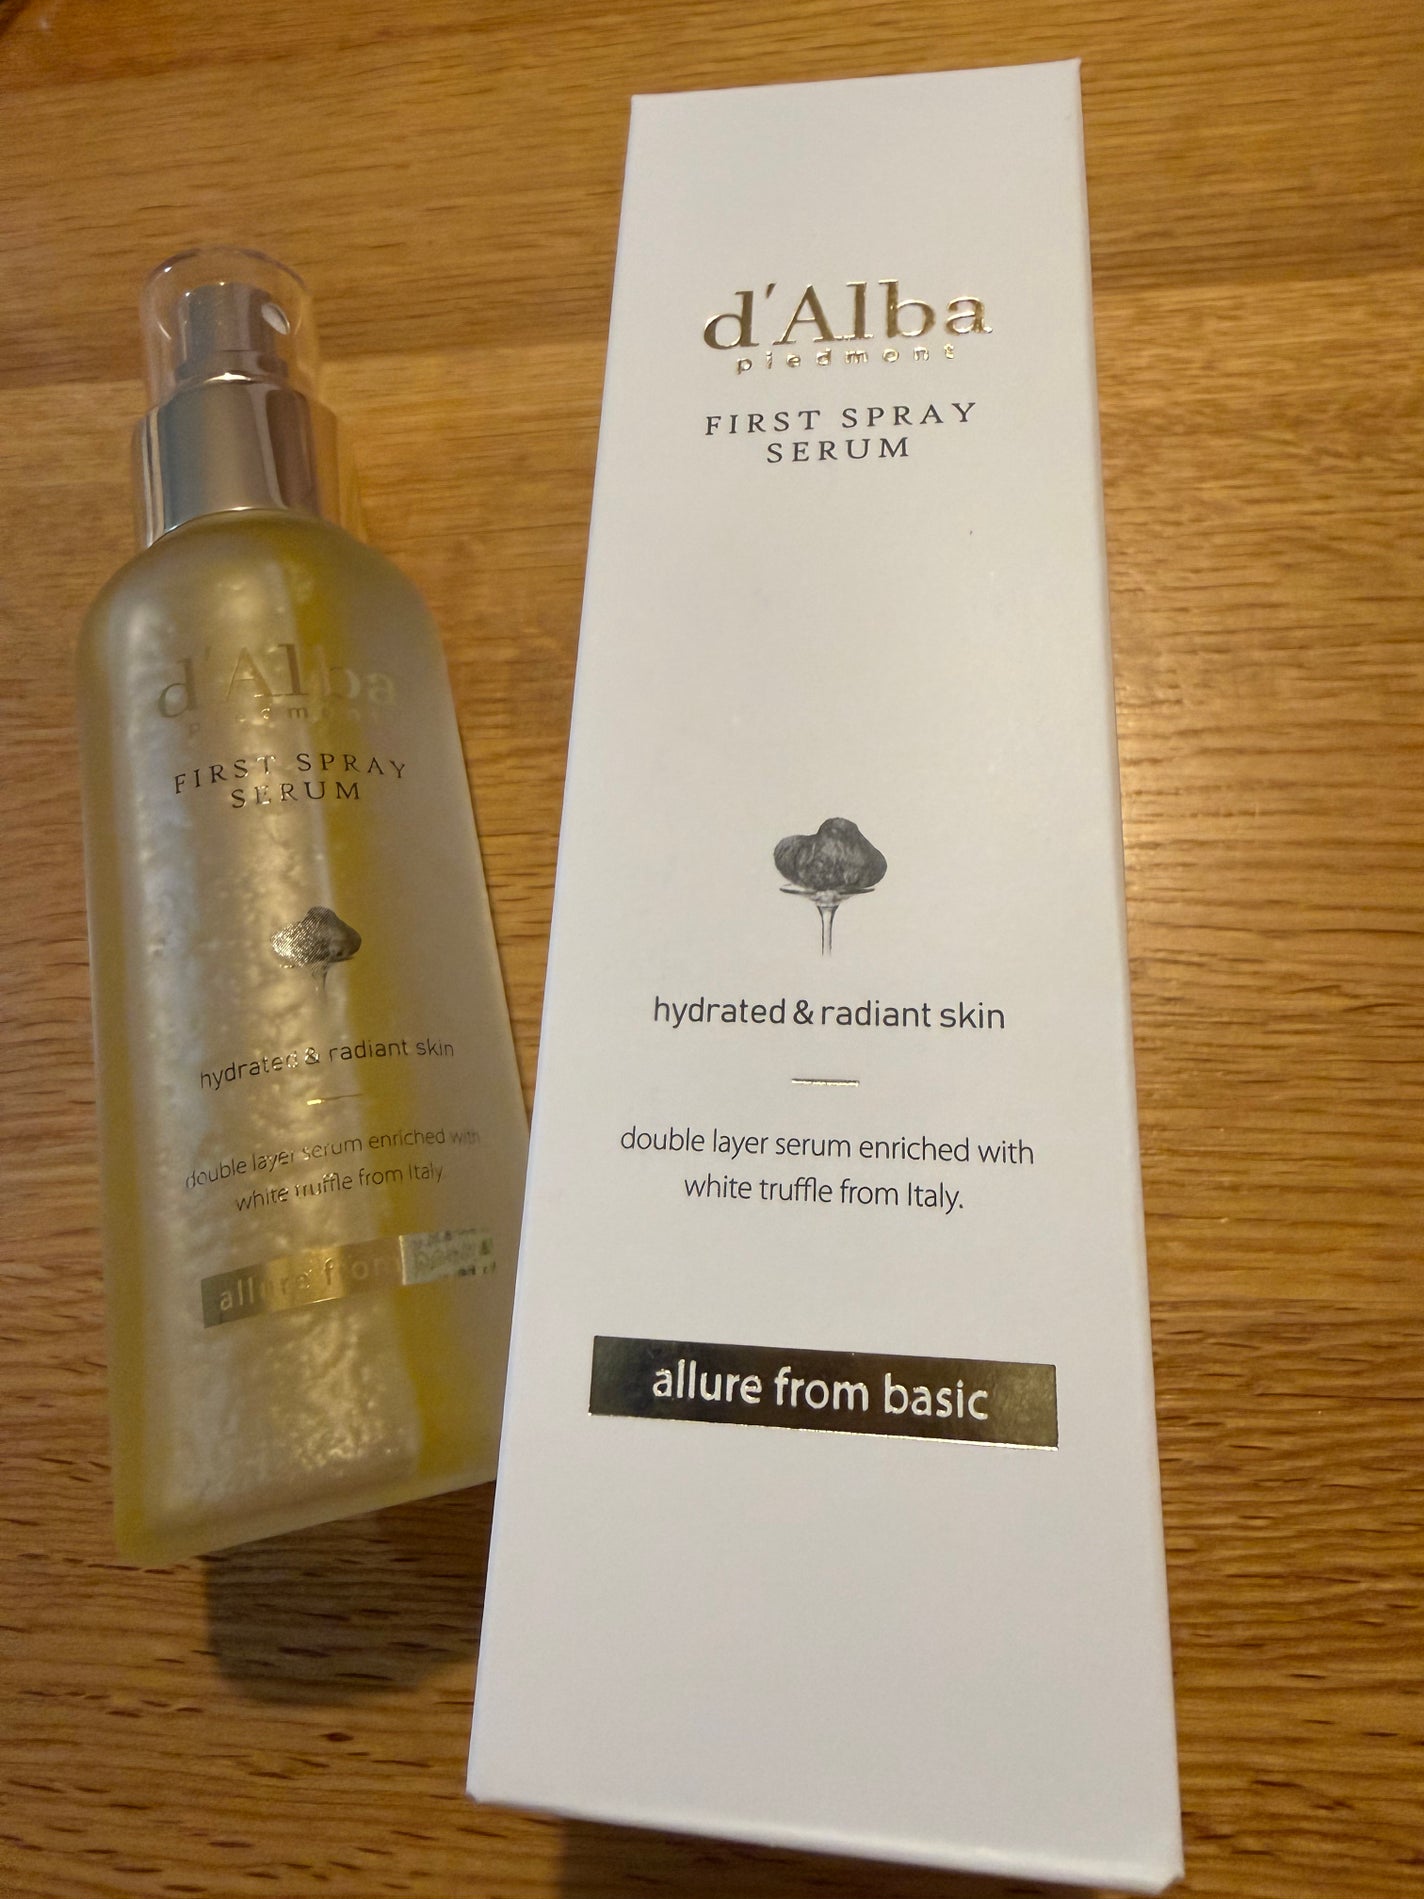 d'Alba
piedmont
FIRST SPRAY
SERUM
hydrated & radiant skin
double layer serum enriched with
white truffle from Italy.
allure from
d'Alba
piedmont
FIRST SPRAY
SERUM
hydrated & radiant skin
double layer serum enriched with
white truffle from Italy.
allure from basic